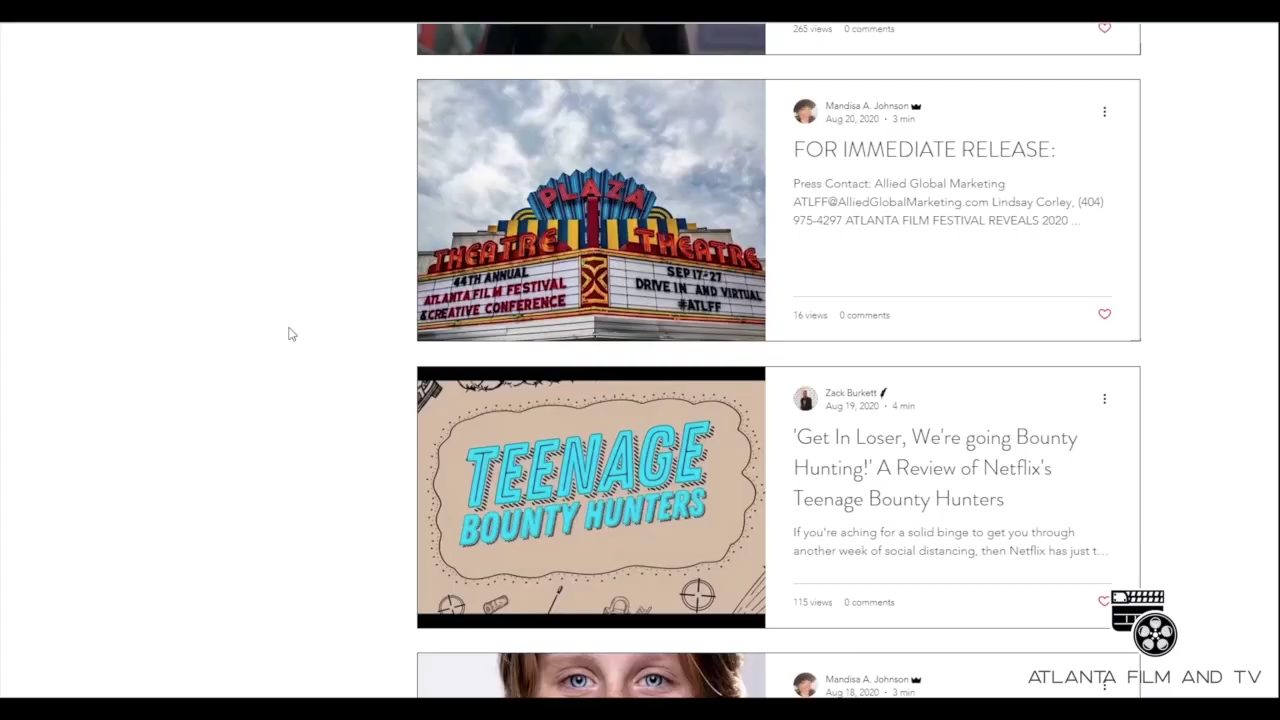 265 views 0 comments
PLAZA
THEATRE THEATRE
44TH ANNUAL
ATLANTA FILM FESTIVAL
&CREATIVE CONFERENCE
SEP 17-27
DRIVE IN AND VIRTUAL
#ATLFF
Mandisa A. Johnson
Aug 20, 2020 · 3 min
FOR IMMEDIATE RELEASE:
Press Contact: Allied Global Marketing
ATLFF@AlliedGlobalMarketing.com Lindsay Corley, (404)
975-4297 ATLANTA FILM FESTIVAL REVEALS 2020 ...
16 views 0 comments
TEENAGE
BOUNTY HUNTERS
Zack Burkett
Aug 19, 2020 · 4 min
'Get In Loser, We're going Bounty
Hunting!' A Review of Netflix's
Teenage Bounty Hunters
If you're aching for a solid binge to get you through
another week of social distancing, then Netflix has just t...
115 views 0 comments
Mandisa A. Johnson
Aug 18, 2020 · 3 min
ATLANTA FILM AND TV